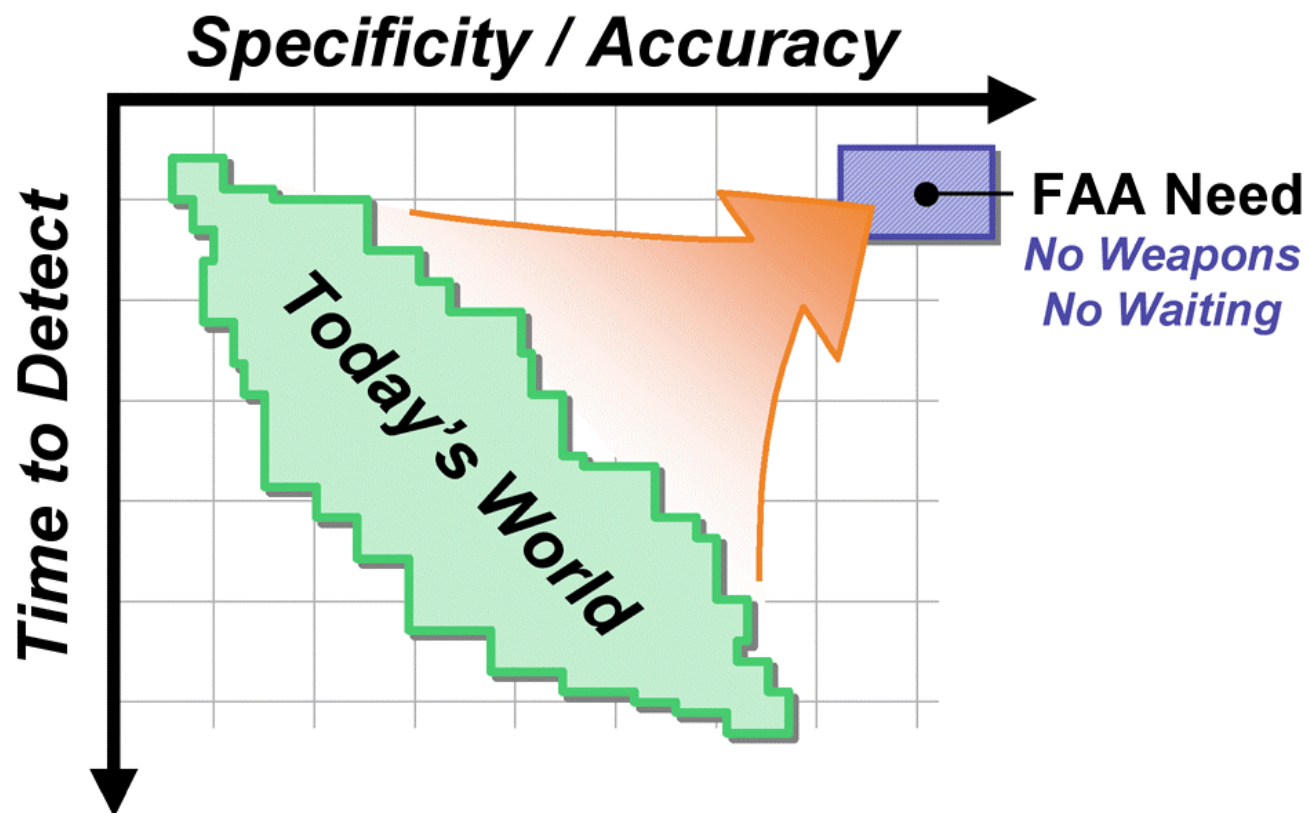 Specificity / Accuracy
Time to Detect
Today's World
FAA Need
No Weapons
No Waiting